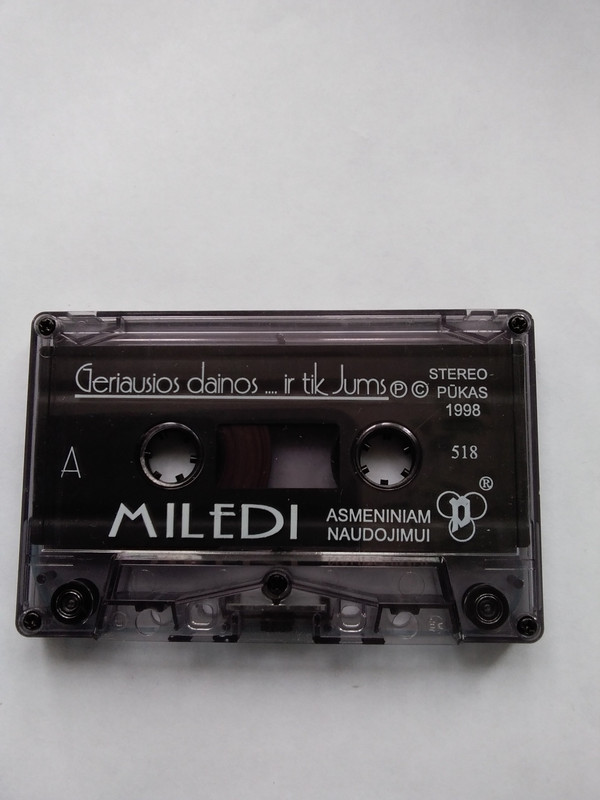 Geriausios dainos .... ir tik Jums ℗ ©
STEREO
PŪKAS
1998
A
518
MILEDI
ASMENINIAM
NAUDOJIMUI
p ®